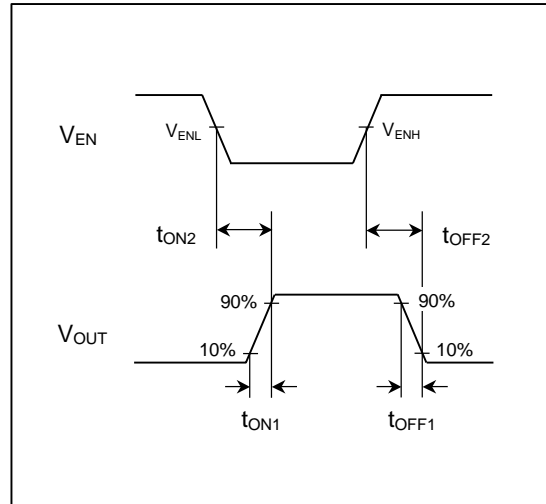 VEN
VENL
VENH
tON2
tOFF2
90%
90%
VOUT
10%
10%
tON1
tOFF1